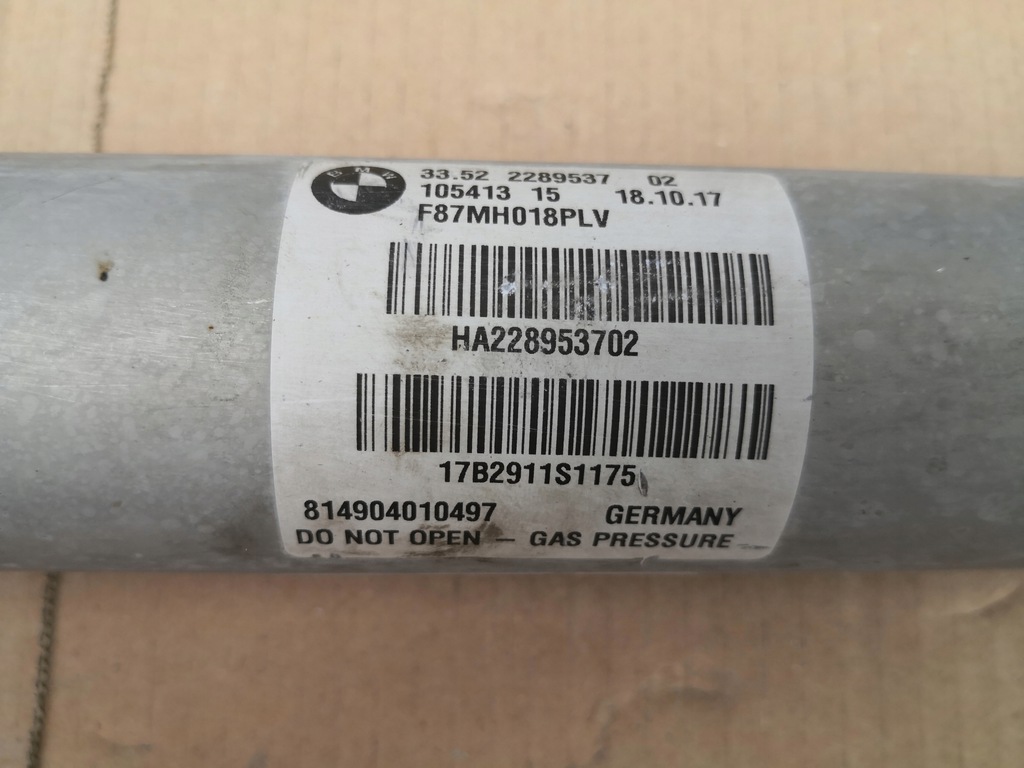 BMW
33.52 2289537 02
105413 15 18.10.17
F87MH018PLV
HA228953702
17B2911S1175
814904010497 GERMANY
DO NOT OPEN – GAS PRESSURE